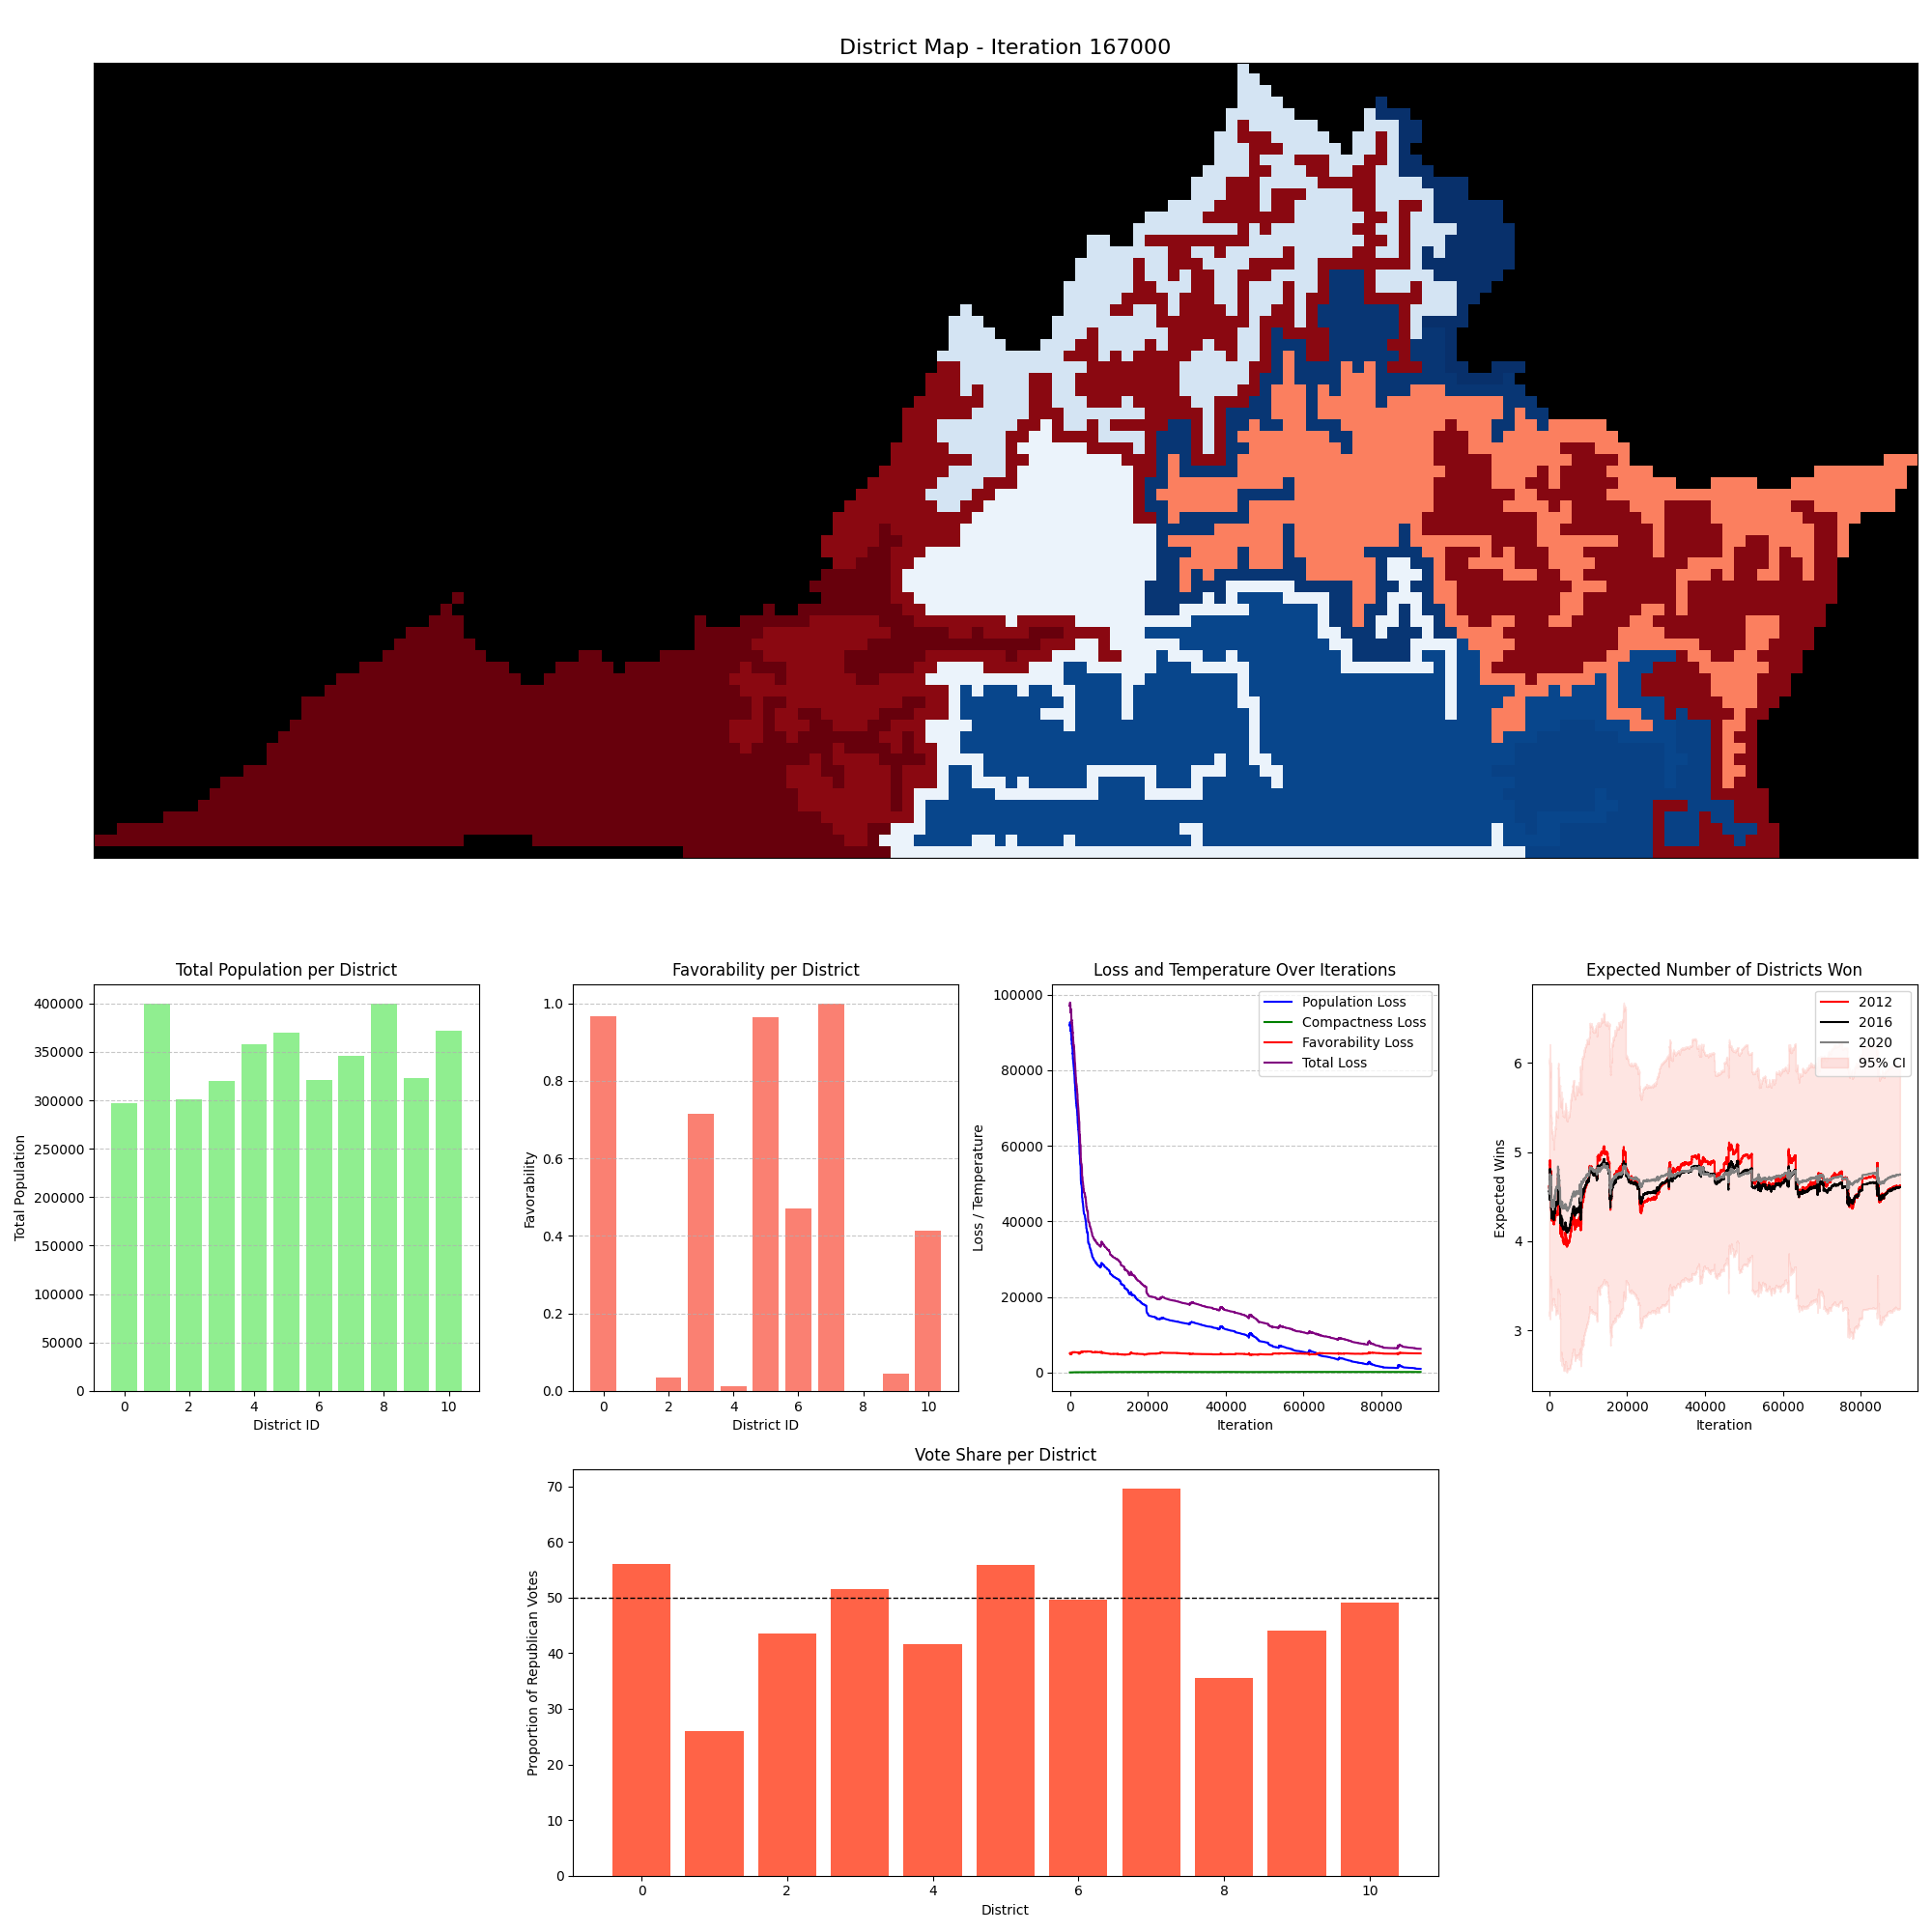 District Map - Iteration 167000
Total Population per District
400000
350000
300000
250000
200000
150000
100000
50000
0
Total Population
0 2 4 6 8 10
District ID
Favorability per District
1.0
0.8
0.6
0.4
0.2
0.0
Favorability
0 2 4 6 8 10
District ID
Loss and Temperature Over Iterations
100000
80000
60000
40000
20000
0
Loss / Temperature
Population Loss
Compactness Loss
Favorability Loss
Total Loss
0 20000 40000 60000 80000
Iteration
Expected Number of Districts Won
6
5
4
3
Expected Wins
2012
2016
2020
95% CI
0 20000 40000 60000 80000
Iteration
Vote Share per District
70
60
50
40
30
20
10
0
Proportion of Republican Votes
0 2 4 6 8 10
District